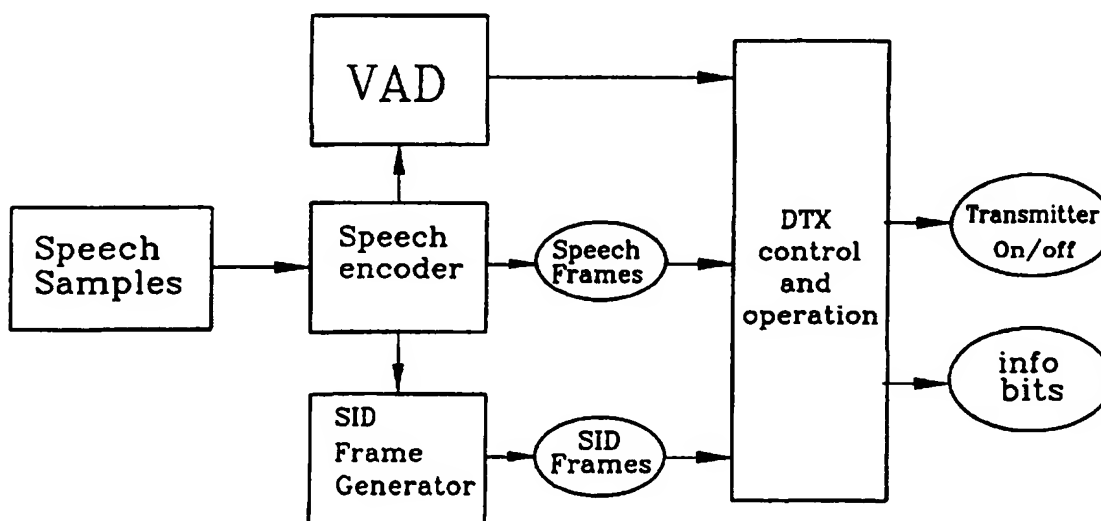 VAD
Speech
Samples
Speech
encoder
Speech
Frames
SID
Frame
Generator
SID
Frames
DTX
control
and
operation
Transmitter
On/off
info
bits